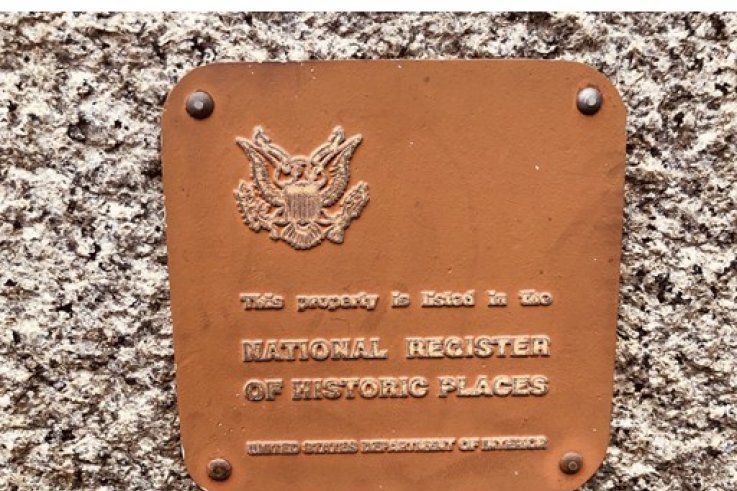 This property is listed in the
NATIONAL REGISTER
OF HISTORIC PLACES
UNITED STATES DEPARTMENT OF INTERIOR